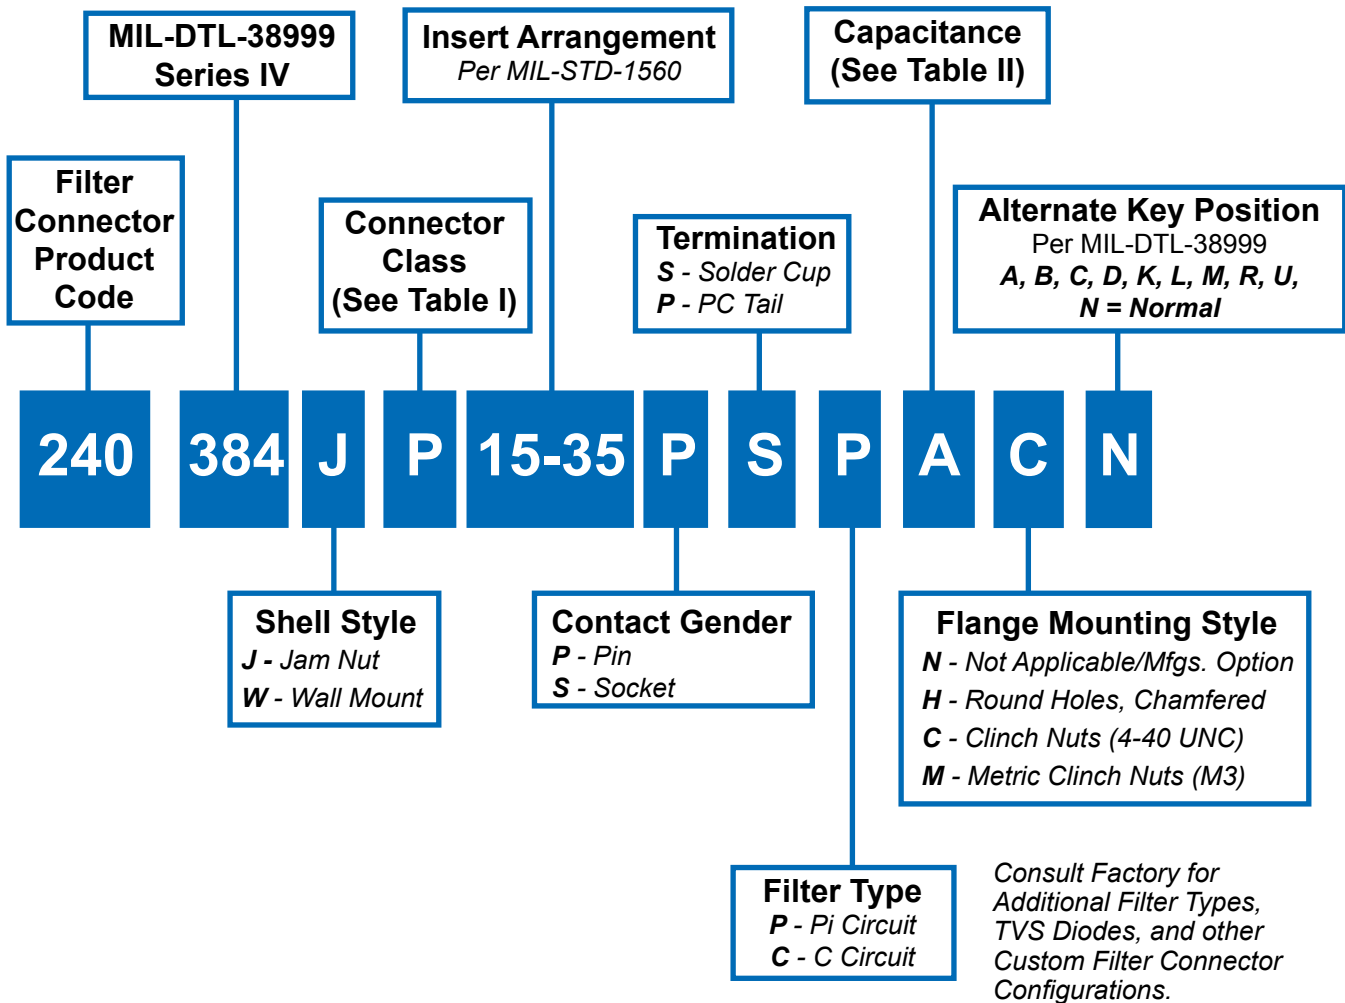 MIL-DTL-38999
Series IV
Insert Arrangement
Per MIL-STD-1560
Capacitance
(See Table II)
Filter
Connector
Product
Code
Connector
Class
(See Table I)
Termination
S - Solder Cup
P - PC Tail
Alternate Key Position
Per MIL-DTL-38999
A, B, C, D, K, L, M, R, U,
N = Normal
240 384 J P 15-35 P S P A C N
Shell Style
J - Jam Nut
W - Wall Mount
Contact Gender
P - Pin
S - Socket
Flange Mounting Style
N - Not Applicable/Mfgs. Option
H - Round Holes, Chamfered
C - Clinch Nuts (4-40 UNC)
M - Metric Clinch Nuts (M3)
Filter Type
P - Pi Circuit
C - C Circuit
Consult Factory for
Additional Filter Types,
TVS Diodes, and other
Custom Filter Connector
Configurations.